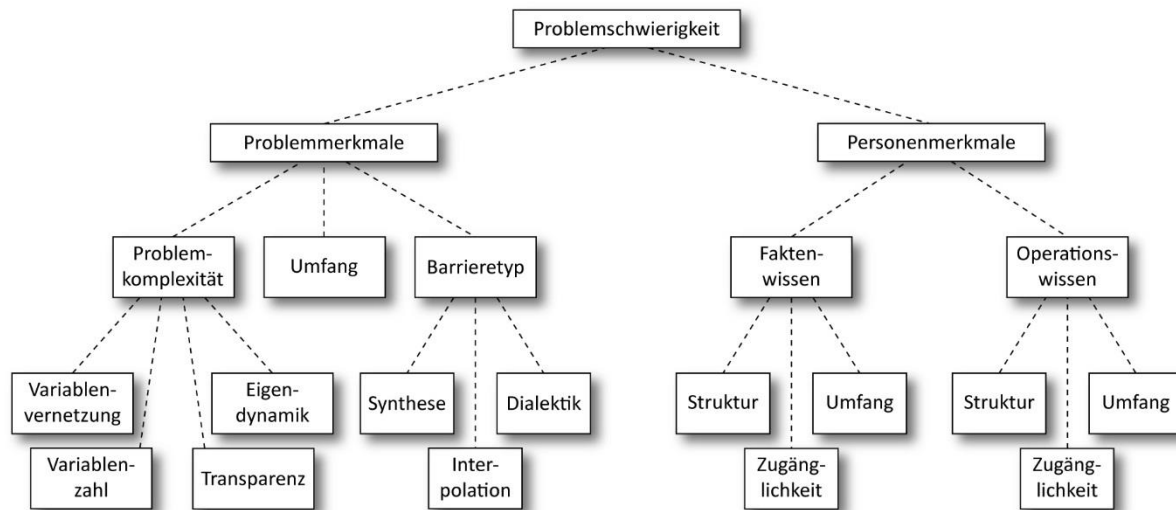 Problemschwierigkeit
Problemmerkmale
Personenmerkmale
Problem-
komplexität
Umfang
Barrieretyp
Fakten-
wissen
Operations-
wissen
Variablen-
vernetzung
Eigen-
dynamik
Synthese
Dialektik
Struktur
Umfang
Struktur
Umfang
Variablen-
zahl
Transparenz
Inter-
polation
Zugäng-
lichkeit
Zugäng-
lichkeit